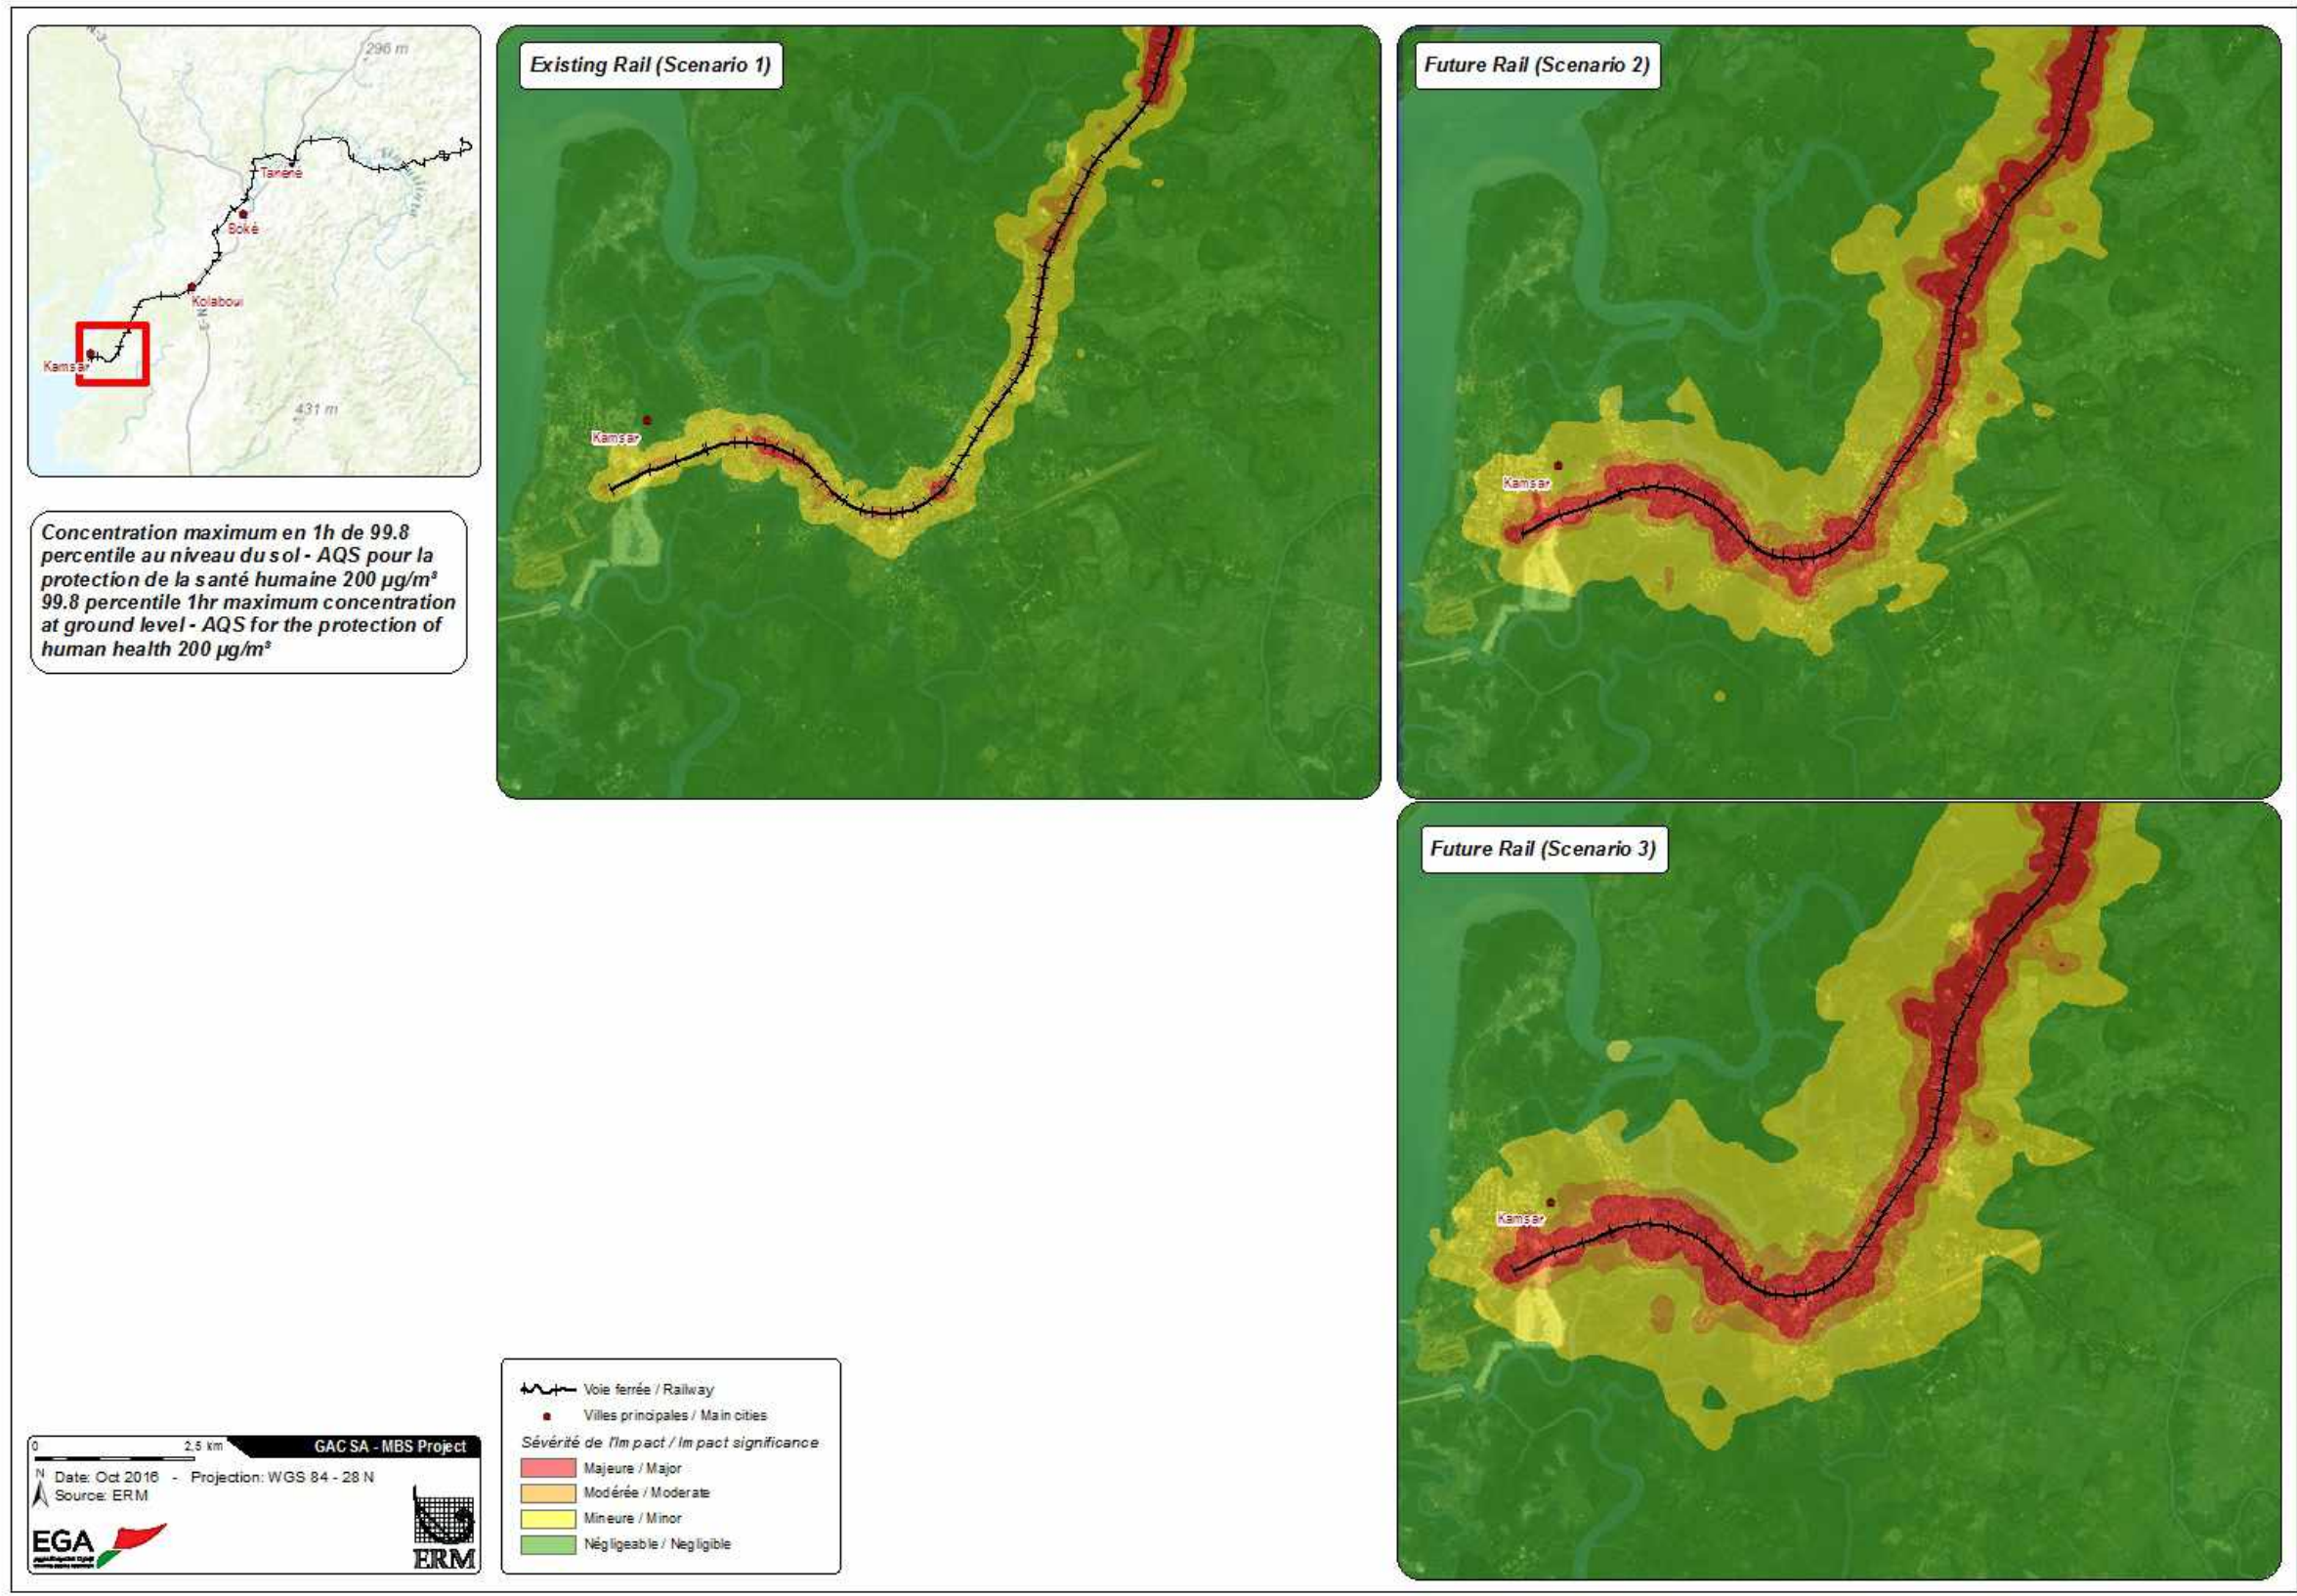 N-3
296 m
Tanéné
Boké
Kolaboui
N-3
Kamsar
431 m
Concentration maximum en 1h de 99.8
percentile au niveau du sol - AQS pour la
protection de la santé humaine 200 µg/m³
99.8 percentile 1hr maximum concentration
at ground level - AQS for the protection of
human health 200 µg/m³
Existing Rail (Scenario 1)
Kamsar
Future Rail (Scenario 2)
Kamsar
Future Rail (Scenario 3)
Kamsar
Voie ferrée / Railway
Villes principales / Main cities
Sévérité de l'Impact / Impact significance
Majeure / Major
Modérée / Moderate
Mineure / Minor
Négligeable / Negligible
0 2,5 km
GAC SA - MBS Project
N
Date: Oct 2016 - Projection: WGS 84 - 28 N
Source: ERM
EGA
ERM